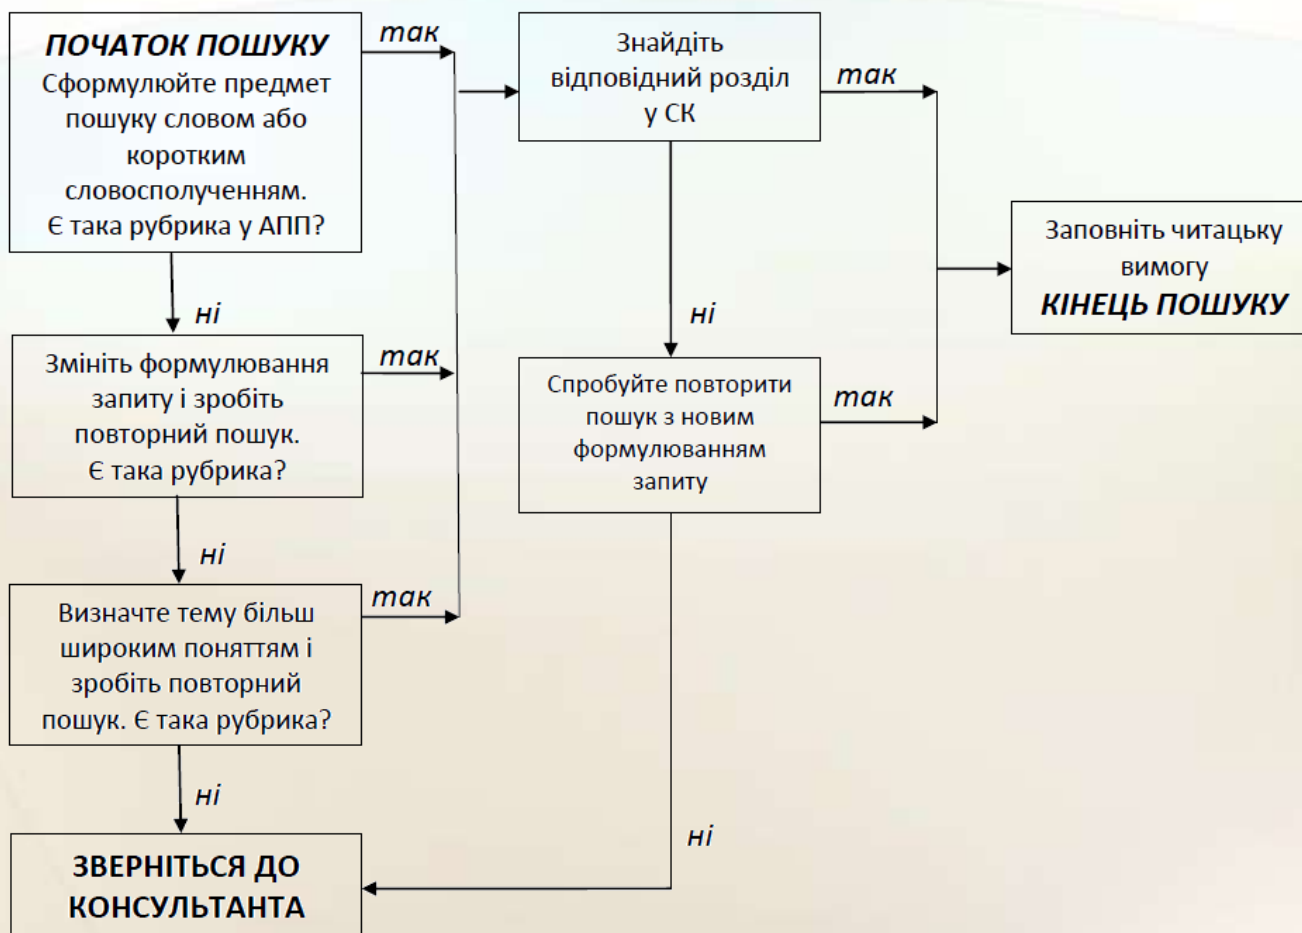 ПОЧАТОК ПОШУКУ
Сформулюйте предмет
пошуку словом або
коротким
словосполученням.
Є така рубрика у АПП?
так
Знайдіть
відповідний розділ
у СК
так
ні
Змініть формулювання
запиту і зробіть
повторний пошук.
Є така рубрика?
так
ні
Спробуйте повторити
пошук з новим
формулюванням
запиту
так
Заповніть читацьку
вимогу
КІНЕЦЬ ПОШУКУ
ні
Визначте тему більш
широким поняттям і
зробіть повторний
пошук. Є така рубрика?
так
ні
ні
ЗВЕРНІТЬСЯ ДО
КОНСУЛЬТАНТА